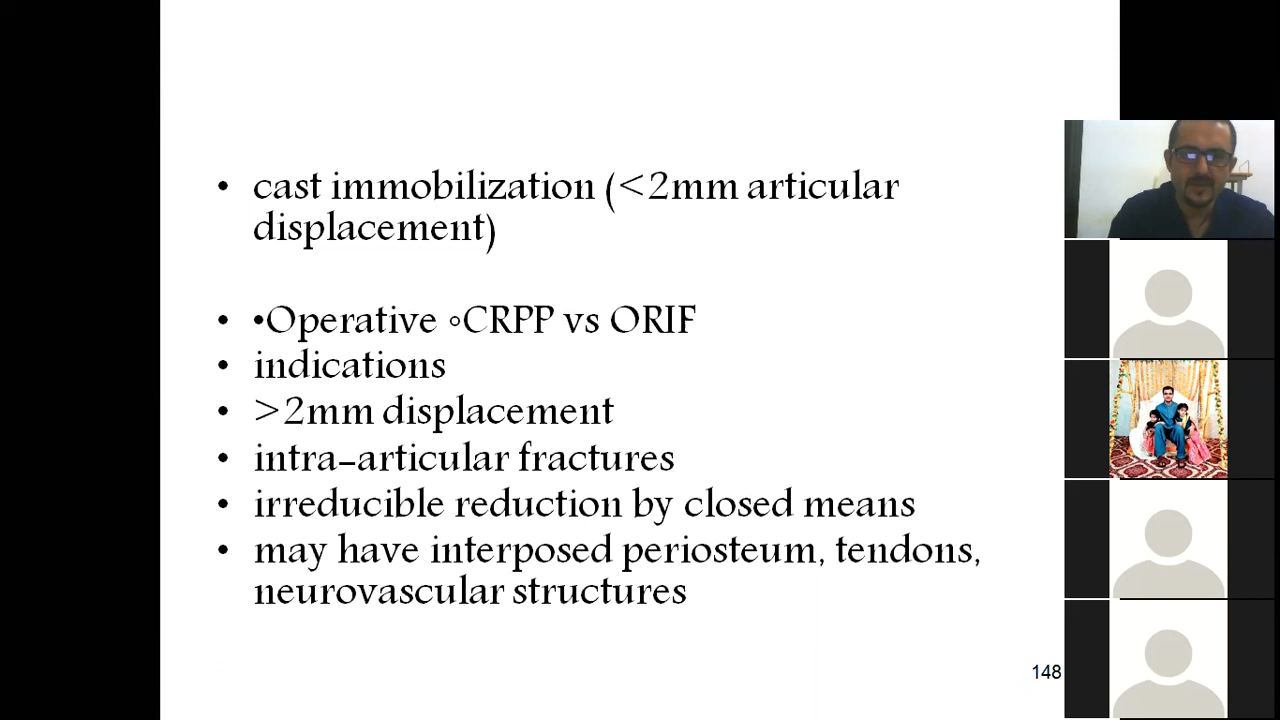 • cast immobilization (<2mm articular
displacement)
• •Operative ◦CRPP vs ORIF
• indications
• >2mm displacement
• intra-articular fractures
• irreducible reduction by closed means
• may have interposed periosteum, tendons,
neurovascular structures
148